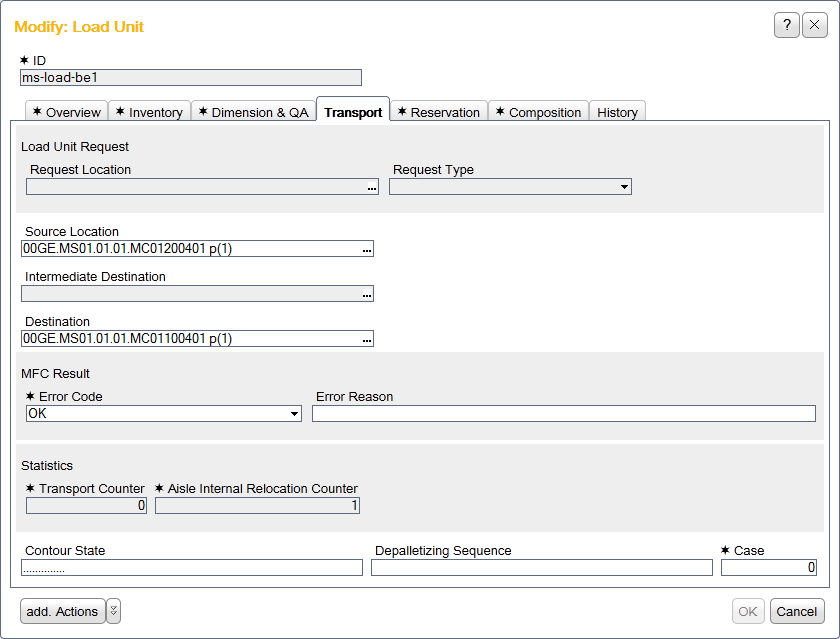 Modify: Load Unit
?
✶ ID
ms-load-be1
✶ Overview ✶ Inventory ✶ Dimension & QA Transport ✶ Reservation ✶ Composition History
Load Unit Request
Request Location Request Type
...
Source Location
00GE.MS01.01.01.MC01200401 p(1) ...
Intermediate Destination
...
Destination
00GE.MS01.01.01.MC01100401 p(1) ...
MFC Result
✶ Error Code Error Reason
OK
Statistics
✶ Transport Counter ✶ Aisle Internal Relocation Counter
0 1
Contour State Depalletizing Sequence ✶ Case
.............. 0
add. Actions OK Cancel